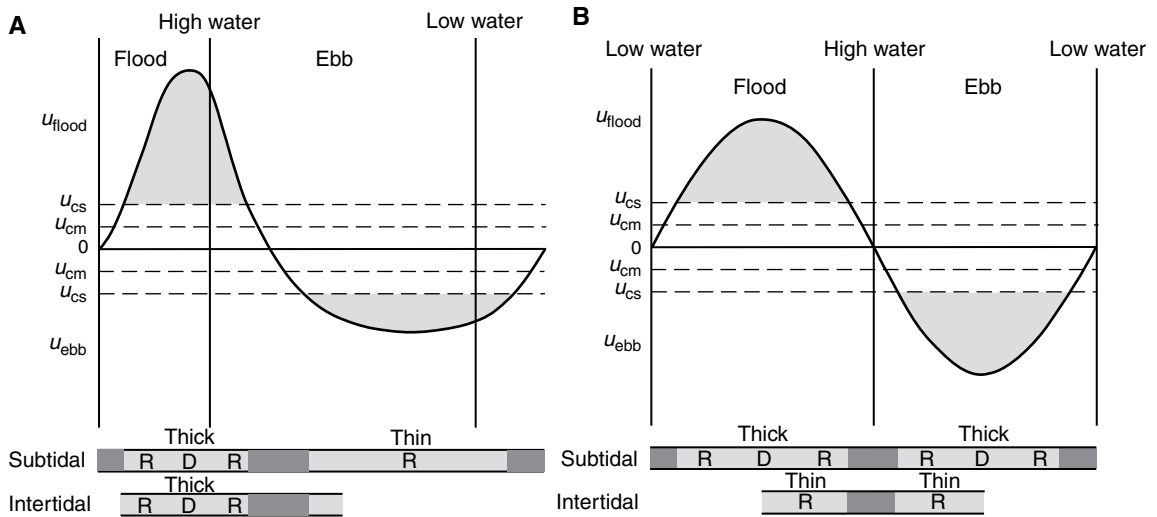 A
High water
Low water
Flood
Ebb
u_flood
u_cs
u_cm
0
u_cm
u_cs
u_ebb
Thick
Thin
Subtidal
R D R R
Thick
Intertidal
R D R
B
Low water
High water
Low water
Flood
Ebb
u_flood
u_cs
u_cm
0
u_cm
u_cs
u_ebb
Thick
Thick
Subtidal
R D R R D R
Thin
Thin
Intertidal
R R